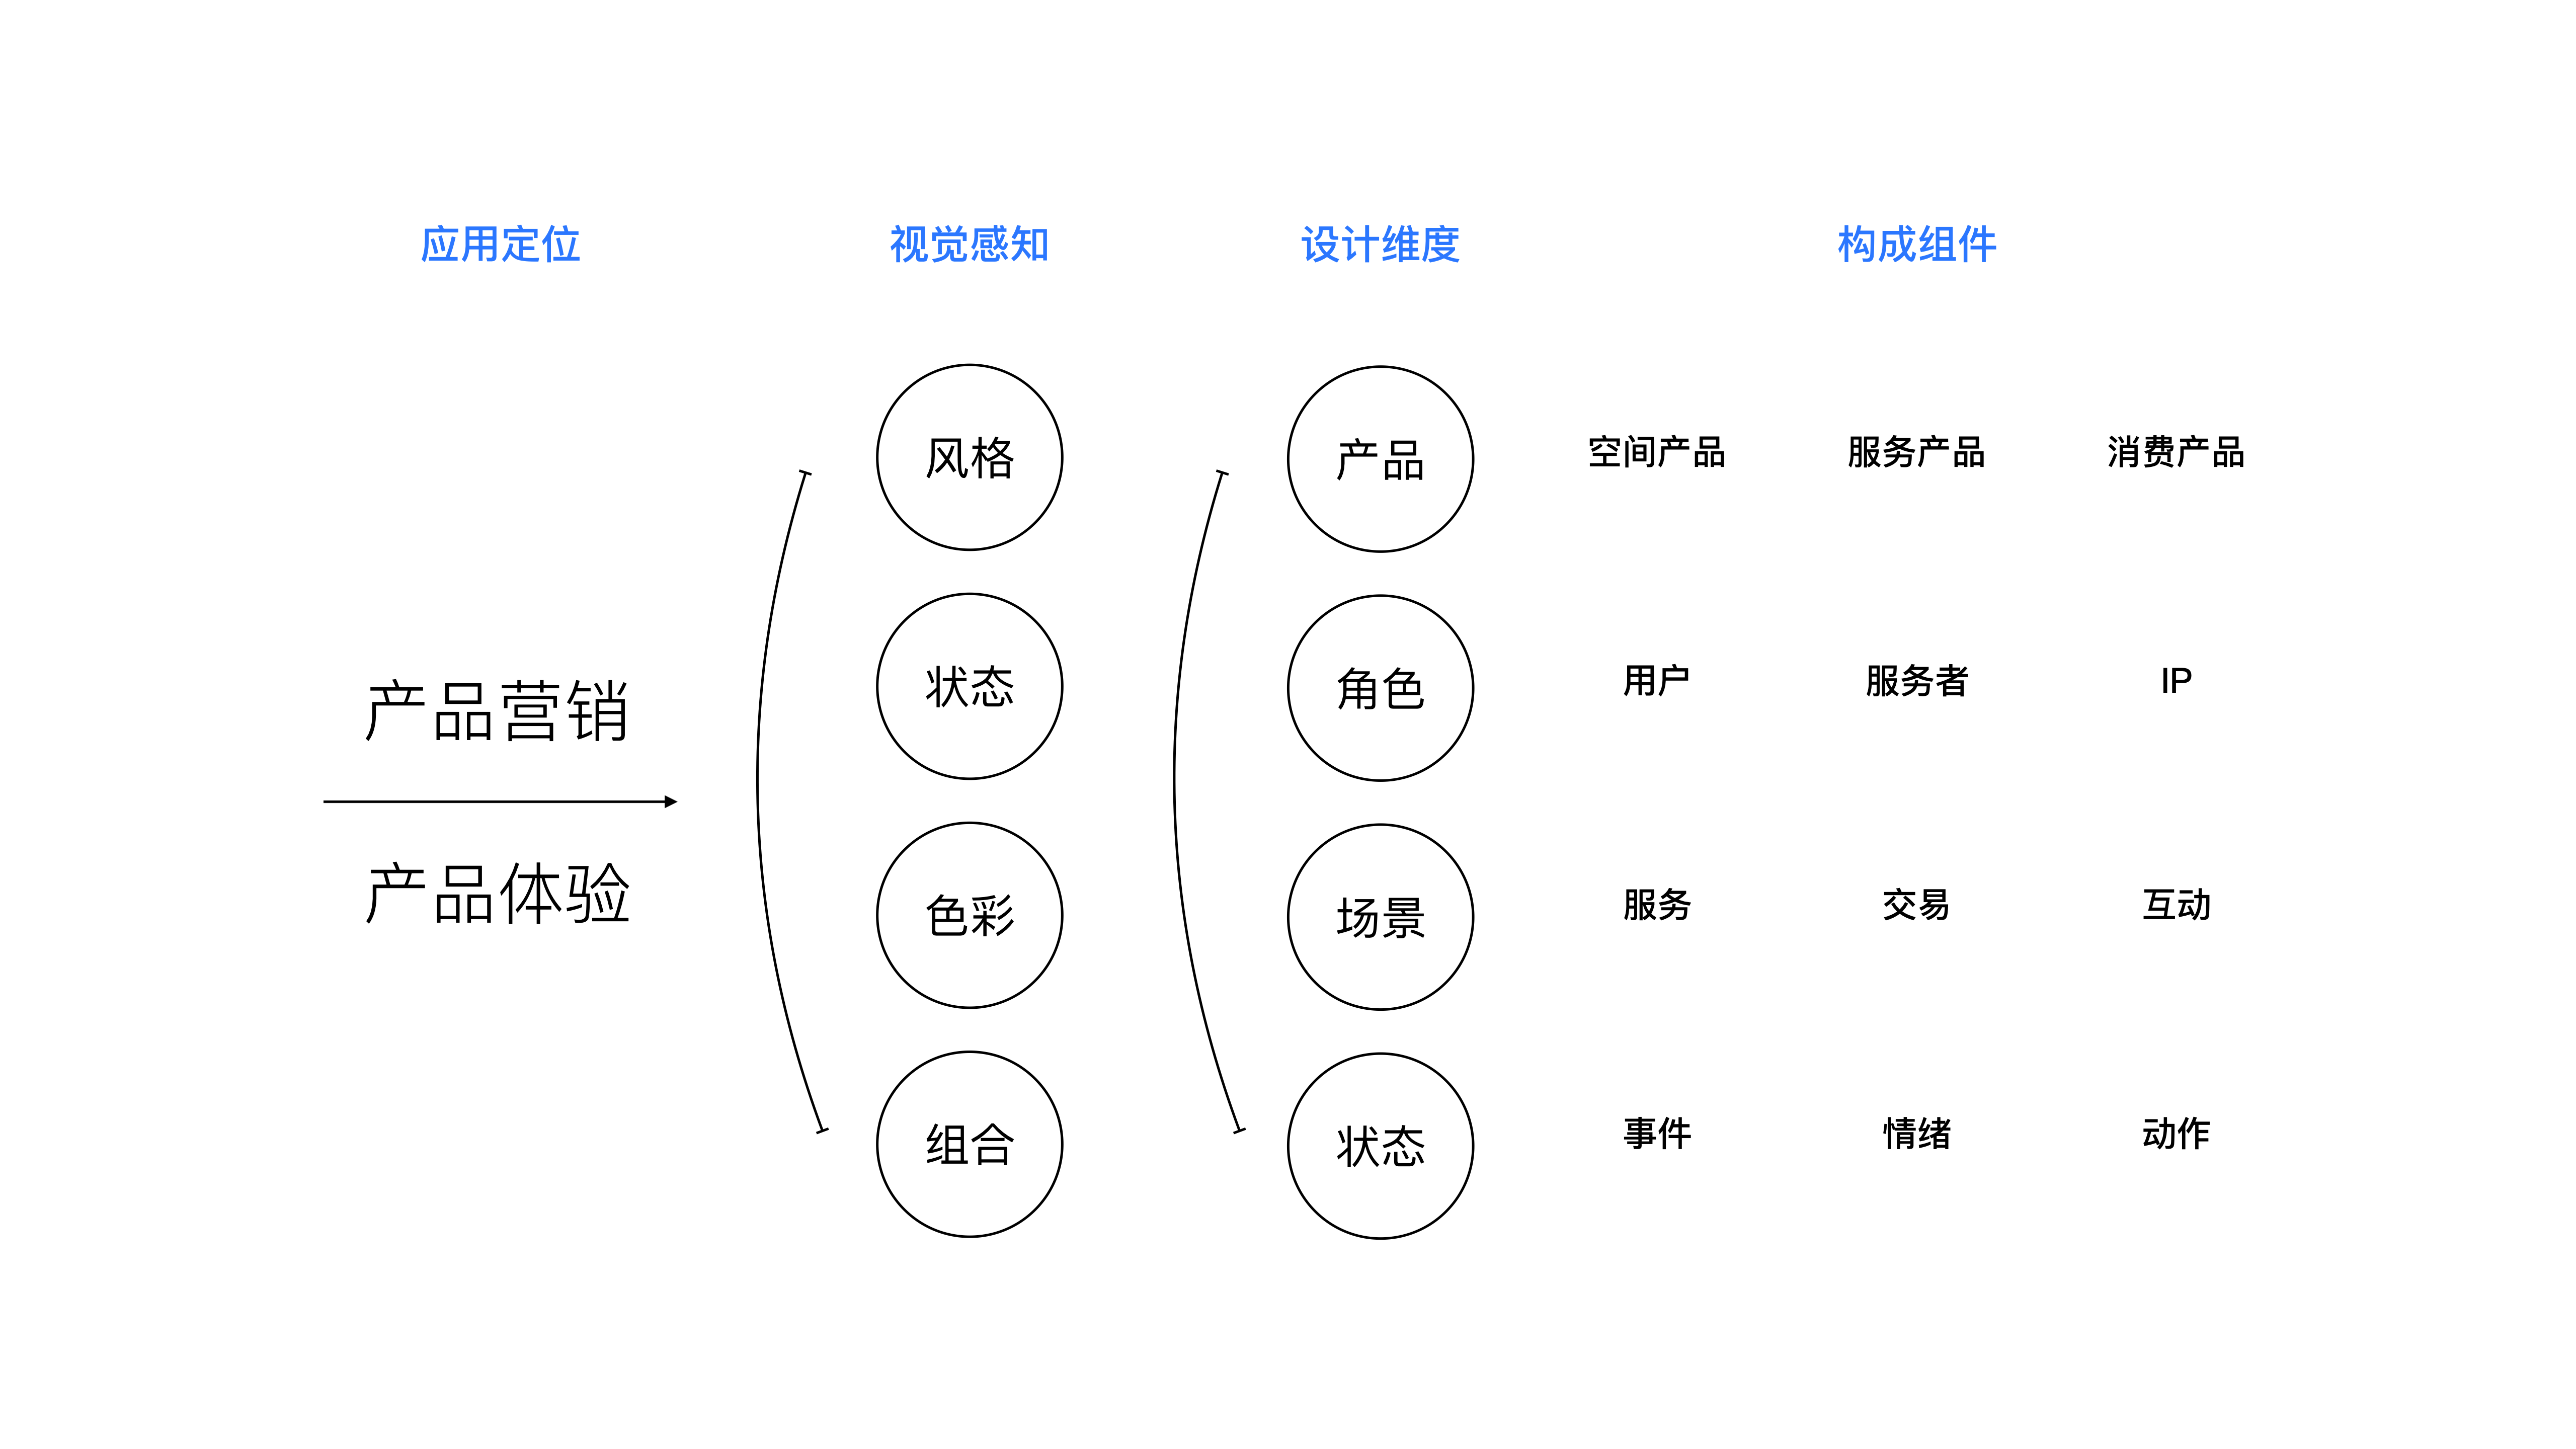 应用定位
视觉感知
设计维度
构成组件
产品营销
产品体验
风格
状态
色彩
组合
产品
空间产品
服务产品
消费产品
角色
用户
服务者
IP
场景
服务
交易
互动
状态
事件
情绪
动作